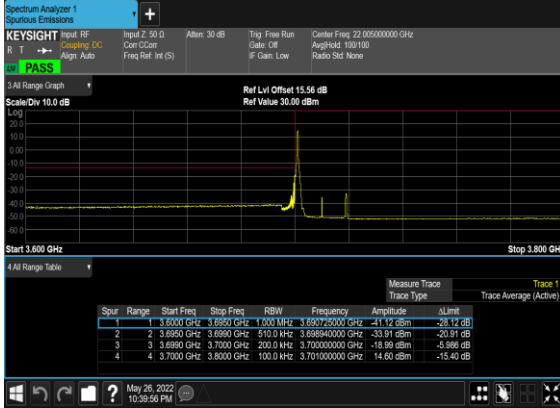 Spectrum Analyzer 1
Spurious Emissions
+
KEYSIGHT Input: RF Input Z: 50 Ω Atten: 30 dB Trig: Free Run Center Freq: 22.005000000 GHz
R T Coupling: DC Corr CCorr Gate: Off Avg|Hold: 100/100
Align: Auto Freq Ref: Int (S) IF Gain: Low Radio Std: None
LXI PASS
3.All Range Graph
Ref Lvl Offset 15.56 dB
Scale/Div 10.0 dB Ref Value 30.00 dBm
Log
20.0
10.0
0.00
-10.0
-20.0
-30.0
-40.0
-50.0
-60.0
Start 3.600 GHz Stop 3.800 GH
4.All Range Table
Measure Trace Trace 1
Trace Type Trace Average (Active)
Spur Range Start Freq Stop Freq RBW Frequency Amplitude ΔLimit
1 1 3.6000 GHz 3.6950 GHz 1.000 MHz 3.690725000 GHz -41.12 dBm -28.12 dB
2 2 3.6950 GHz 3.6990 GHz 510.0 kHz 3.698940000 GHz -33.91 dBm -20.91 dB
3 3 3.6990 GHz 3.7000 GHz 200.0 kHz 3.700000000 GHz -18.99 dBm -5.986 dB
4 4 3.7000 GHz 3.8000 GHz 100.0 kHz 3.701000000 GHz 14.60 dBm -15.40 dB
?
May 26, 2022
10:39:56 PM